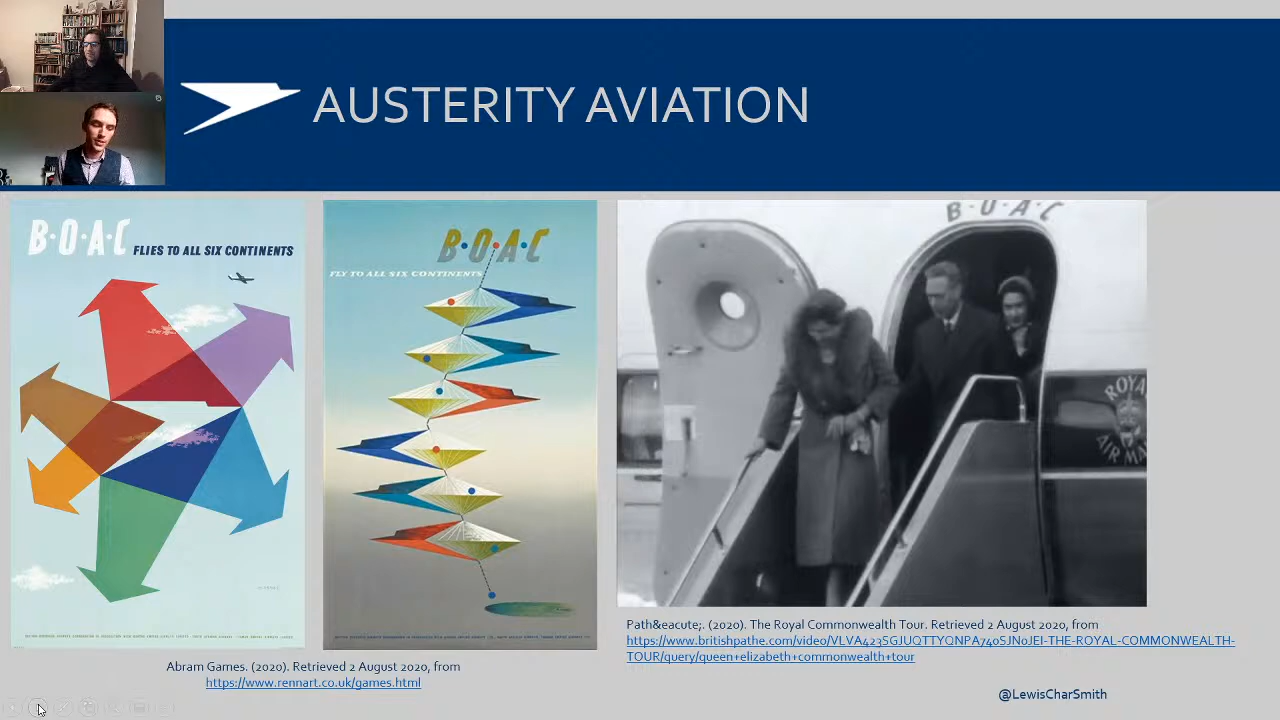 AUSTERITY AVIATION
B·O·A·C FLIES TO ALL SIX CONTINENTS
B·O·A·C
FLY TO ALL SIX CONTINENTS
B·O·A·C
ROYAL
AIR MA
Path&eacute;. (2020). The Royal Commonwealth Tour. Retrieved 2 August 2020, from
https://www.britishpathe.com/video/VLVA423SGJUQTTYQNPA740SJN0JEI-THE-ROYAL-COMMONWEALTH-
TOUR/query/queen+elizabeth+commonwealth+tour
Abram Games. (2020). Retrieved 2 August 2020, from
https://www.rennart.co.uk/games.html
@LewisCharSmith